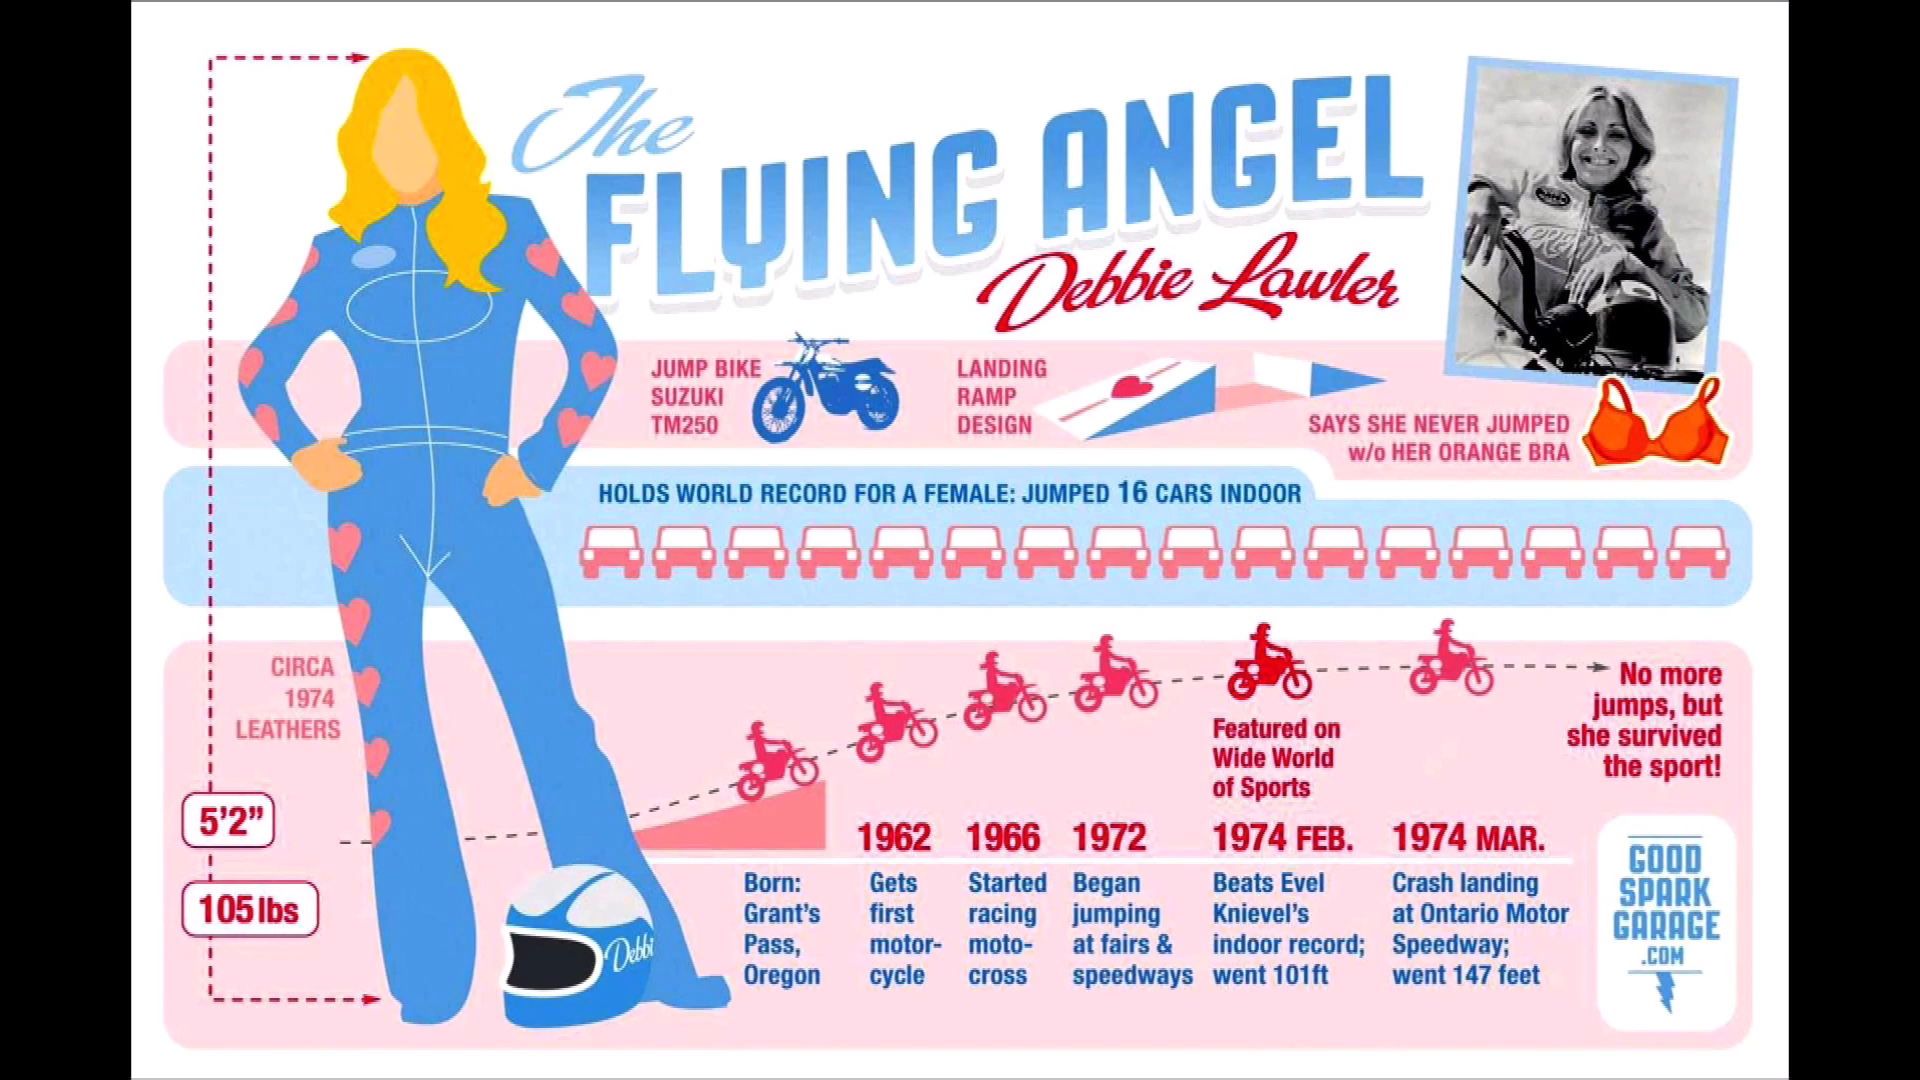 The
FLYING ANGEL
Debbie Lawler
JUMP BIKE
SUZUKI
TM250
LANDING
RAMP
DESIGN
SAYS SHE NEVER JUMPED
w/o HER ORANGE BRA
HOLDS WORLD RECORD FOR A FEMALE: JUMPED 16 CARS INDOOR
CIRCA
1974
LEATHERS
5'2"
105 lbs
Debbi
Born:
Grant's
Pass,
Oregon
1962
Gets
first
motor-
cycle
1966
Started
racing
moto-
cross
1972
Began
jumping
at fairs &
speedways
Featured on
Wide World
of Sports
1974 FEB.
Beats Evel
Knievel's
indoor record;
went 101ft
1974 MAR.
Crash landing
at Ontario Motor
Speedway;
went 147 feet
No more
jumps, but
she survived
the sport!
GOOD
SPARK
GARAGE
.COM